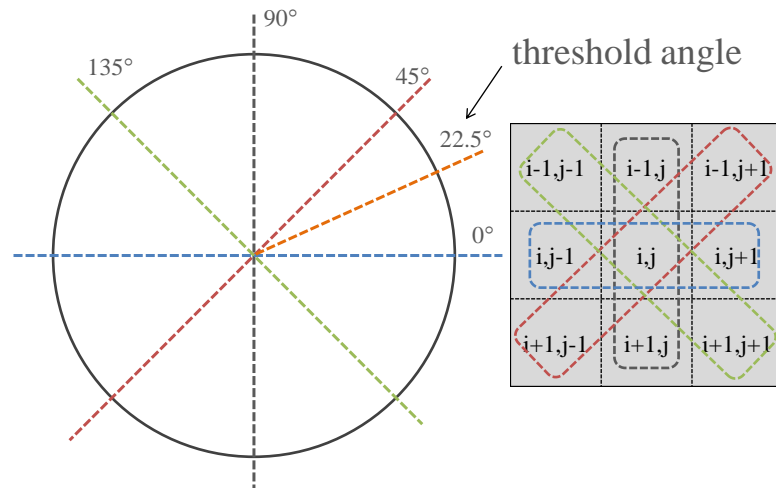 90°
threshold angle
135°
45°
22.5°
0°
i-1,j-1 i-1,j i-1,j+1
i,j-1 i,j i,j+1
i+1,j-1 i+1,j i+1,j+1